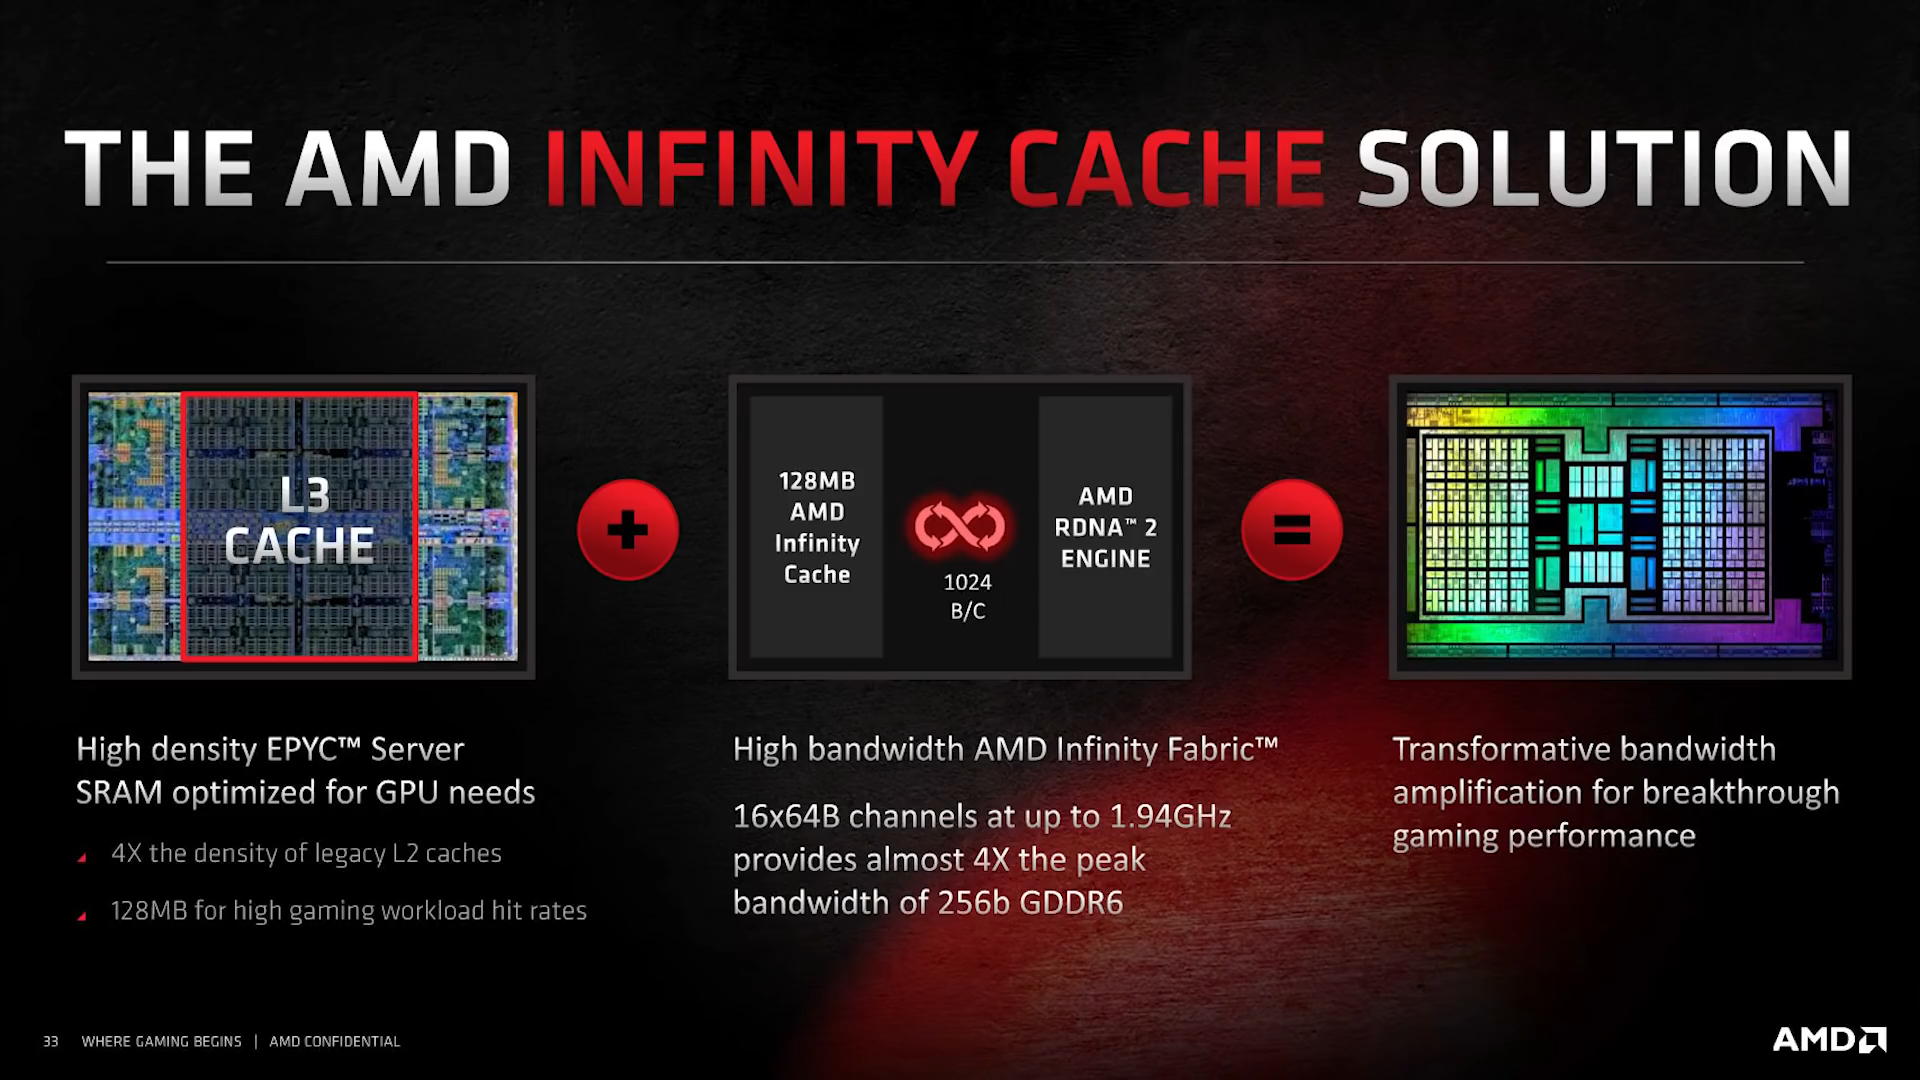 THE AMD INFINITY CACHE SOLUTION
L3
CACHE
+
128MB
AMD
Infinity
Cache
1024
B/C
AMD
RDNA™ 2
ENGINE
=
High density EPYC™ Server
SRAM optimized for GPU needs
4X the density of legacy L2 caches
128MB for high gaming workload hit rates
High bandwidth AMD Infinity Fabric™
16x64B channels at up to 1.94GHz
provides almost 4X the peak
bandwidth of 256b GDDR6
Transformative bandwidth
amplification for breakthrough
gaming performance
33 WHERE GAMING BEGINS | AMD CONFIDENTIAL
AMD